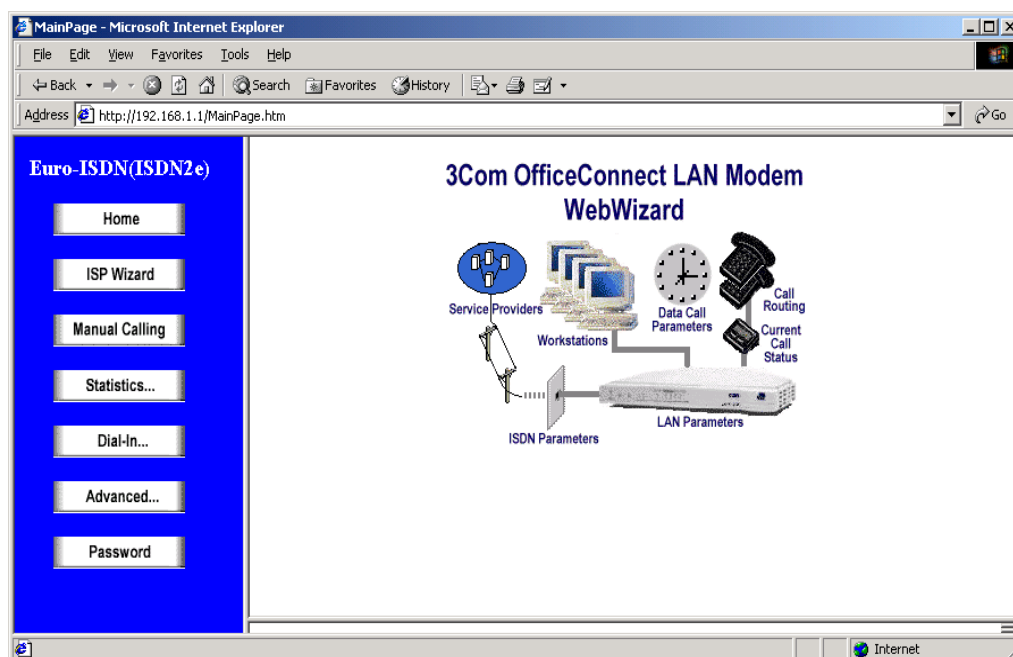 MainPage - Microsoft Internet Explorer
File Edit View Favorites Tools Help
Back Search Favorites History
Address http://192.168.1.1/MainPage.htm Go
Euro-ISDN(ISDN2e)
Home
ISP Wizard
Manual Calling
Statistics...
Dial-In...
Advanced...
Password
3Com OfficeConnect LAN Modem
WebWizard
Service Providers
Workstations
Data Call
Parameters
Call
Routing
Current
Call
Status
ISDN Parameters
LAN Parameters
Internet